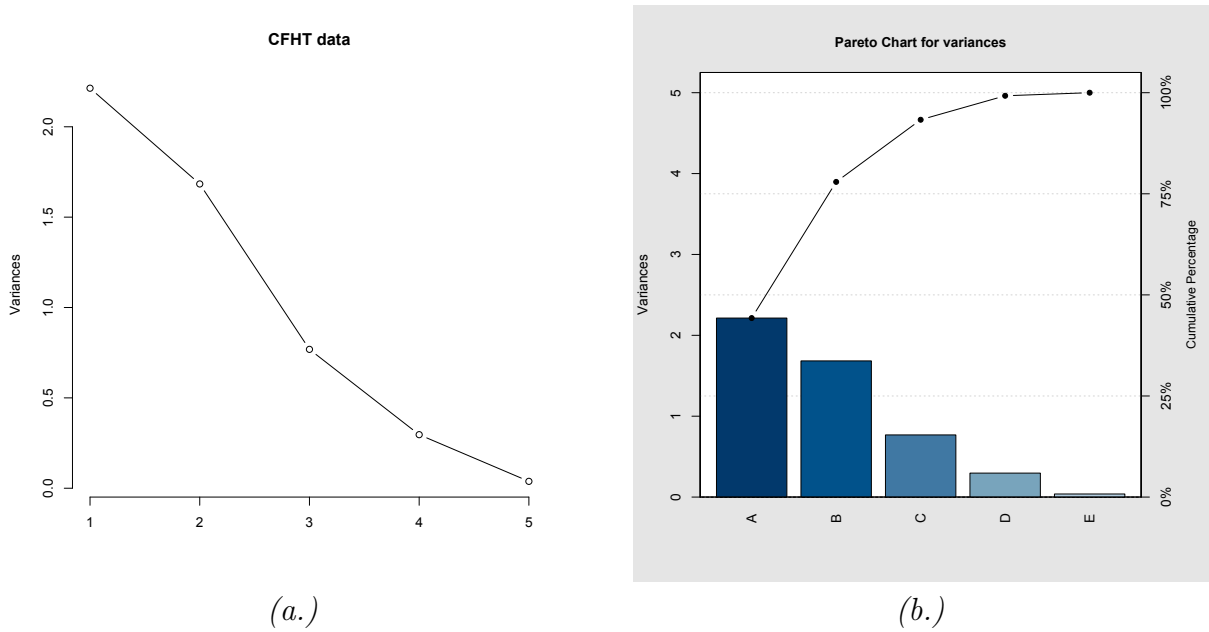 CFHT data
Variances
2.0
1.5
1.0
0.5
0.0
1 2 3 4 5
(a.)
Pareto Chart for variances
Variances
5
4
3
2
1
0
100%
75%
50%
25%
0%
Cumulative Percentage
A B C D E
(b.)